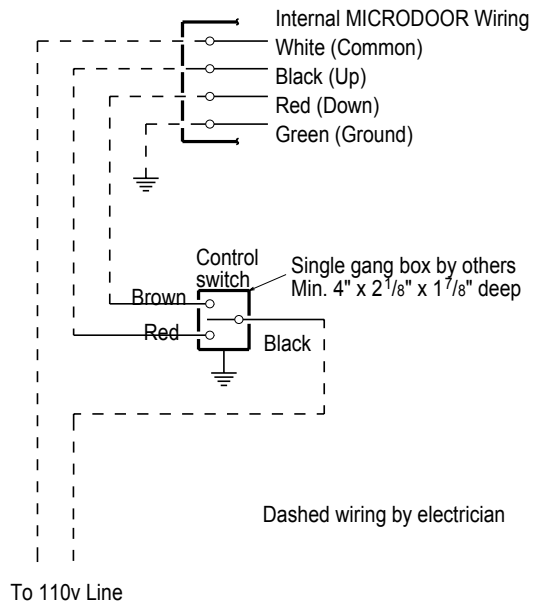 Internal MICRODOOR Wiring
White (Common)
Black (Up)
Red (Down)
Green (Ground)
Control
switch
Single gang box by others
Min. 4" x 2 1/8" x 1 7/8" deep
Brown
Red
Black
Dashed wiring by electrician
To 110v Line